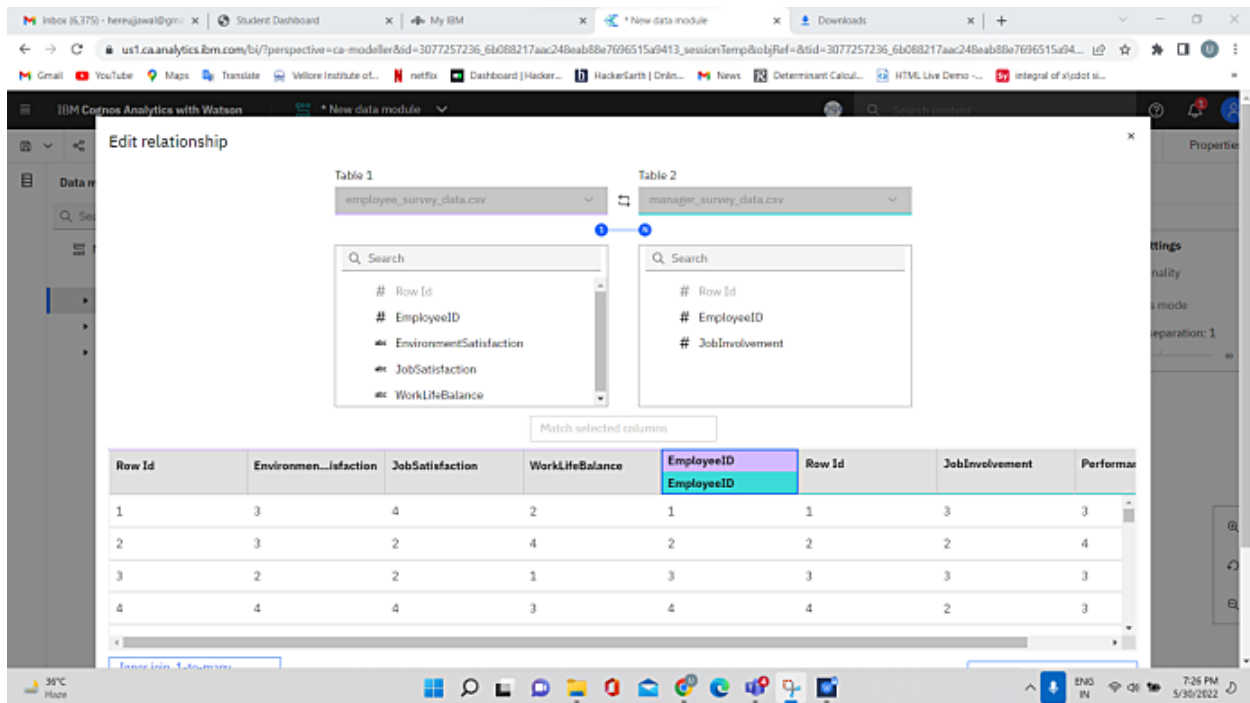 Inbox (6,375) - hereujjawal@gm
Student Dashboard
My IBM
* New data module
Downloads
us1.ca.analytics.ibm.com/bi/?perspective=ca-modeller&id=3077257236_6b088217aac248eab88e7696515a9413_sessionTemp&objRef=&tid=3077257236_6b088217aac248eab88e7696515a94...
Gmail YouTube Maps Translate Vellore Institute of... netflix Dashboard | Hacker... HackerEarth | Onlin... News Determinant Calcul... HTML Live Demo -... integral of x\cdot si...
IBM Cognos Analytics with Watson * New data module Search content
Edit relationship
Propertie
Data m
Table 1 Table 2
employee_survey_data.csv manager_survey_data.csv
Sea
1 N
ttings
Search Search
nality
# Row Id # Row Id
s mode
# EmployeeID # EmployeeID
separation: 1
abc EnvironmentSatisfaction # JobInvolvement
abc JobSatisfaction
abc WorkLifeBalance
Match selected columns
Row Id Environmen...isfaction JobSatisfaction WorkLifeBalance EmployeeID Row Id JobInvolvement Performan
EmployeeID
1 3 4 2 1 1 3 3
2 3 2 4 2 2 2 4
3 2 2 1 3 3 3 3
4 4 4 3 4 4 2 3
Inner join, 1-to-many
36°C
Haze
ENG
IN
7:26 PM
5/30/2022